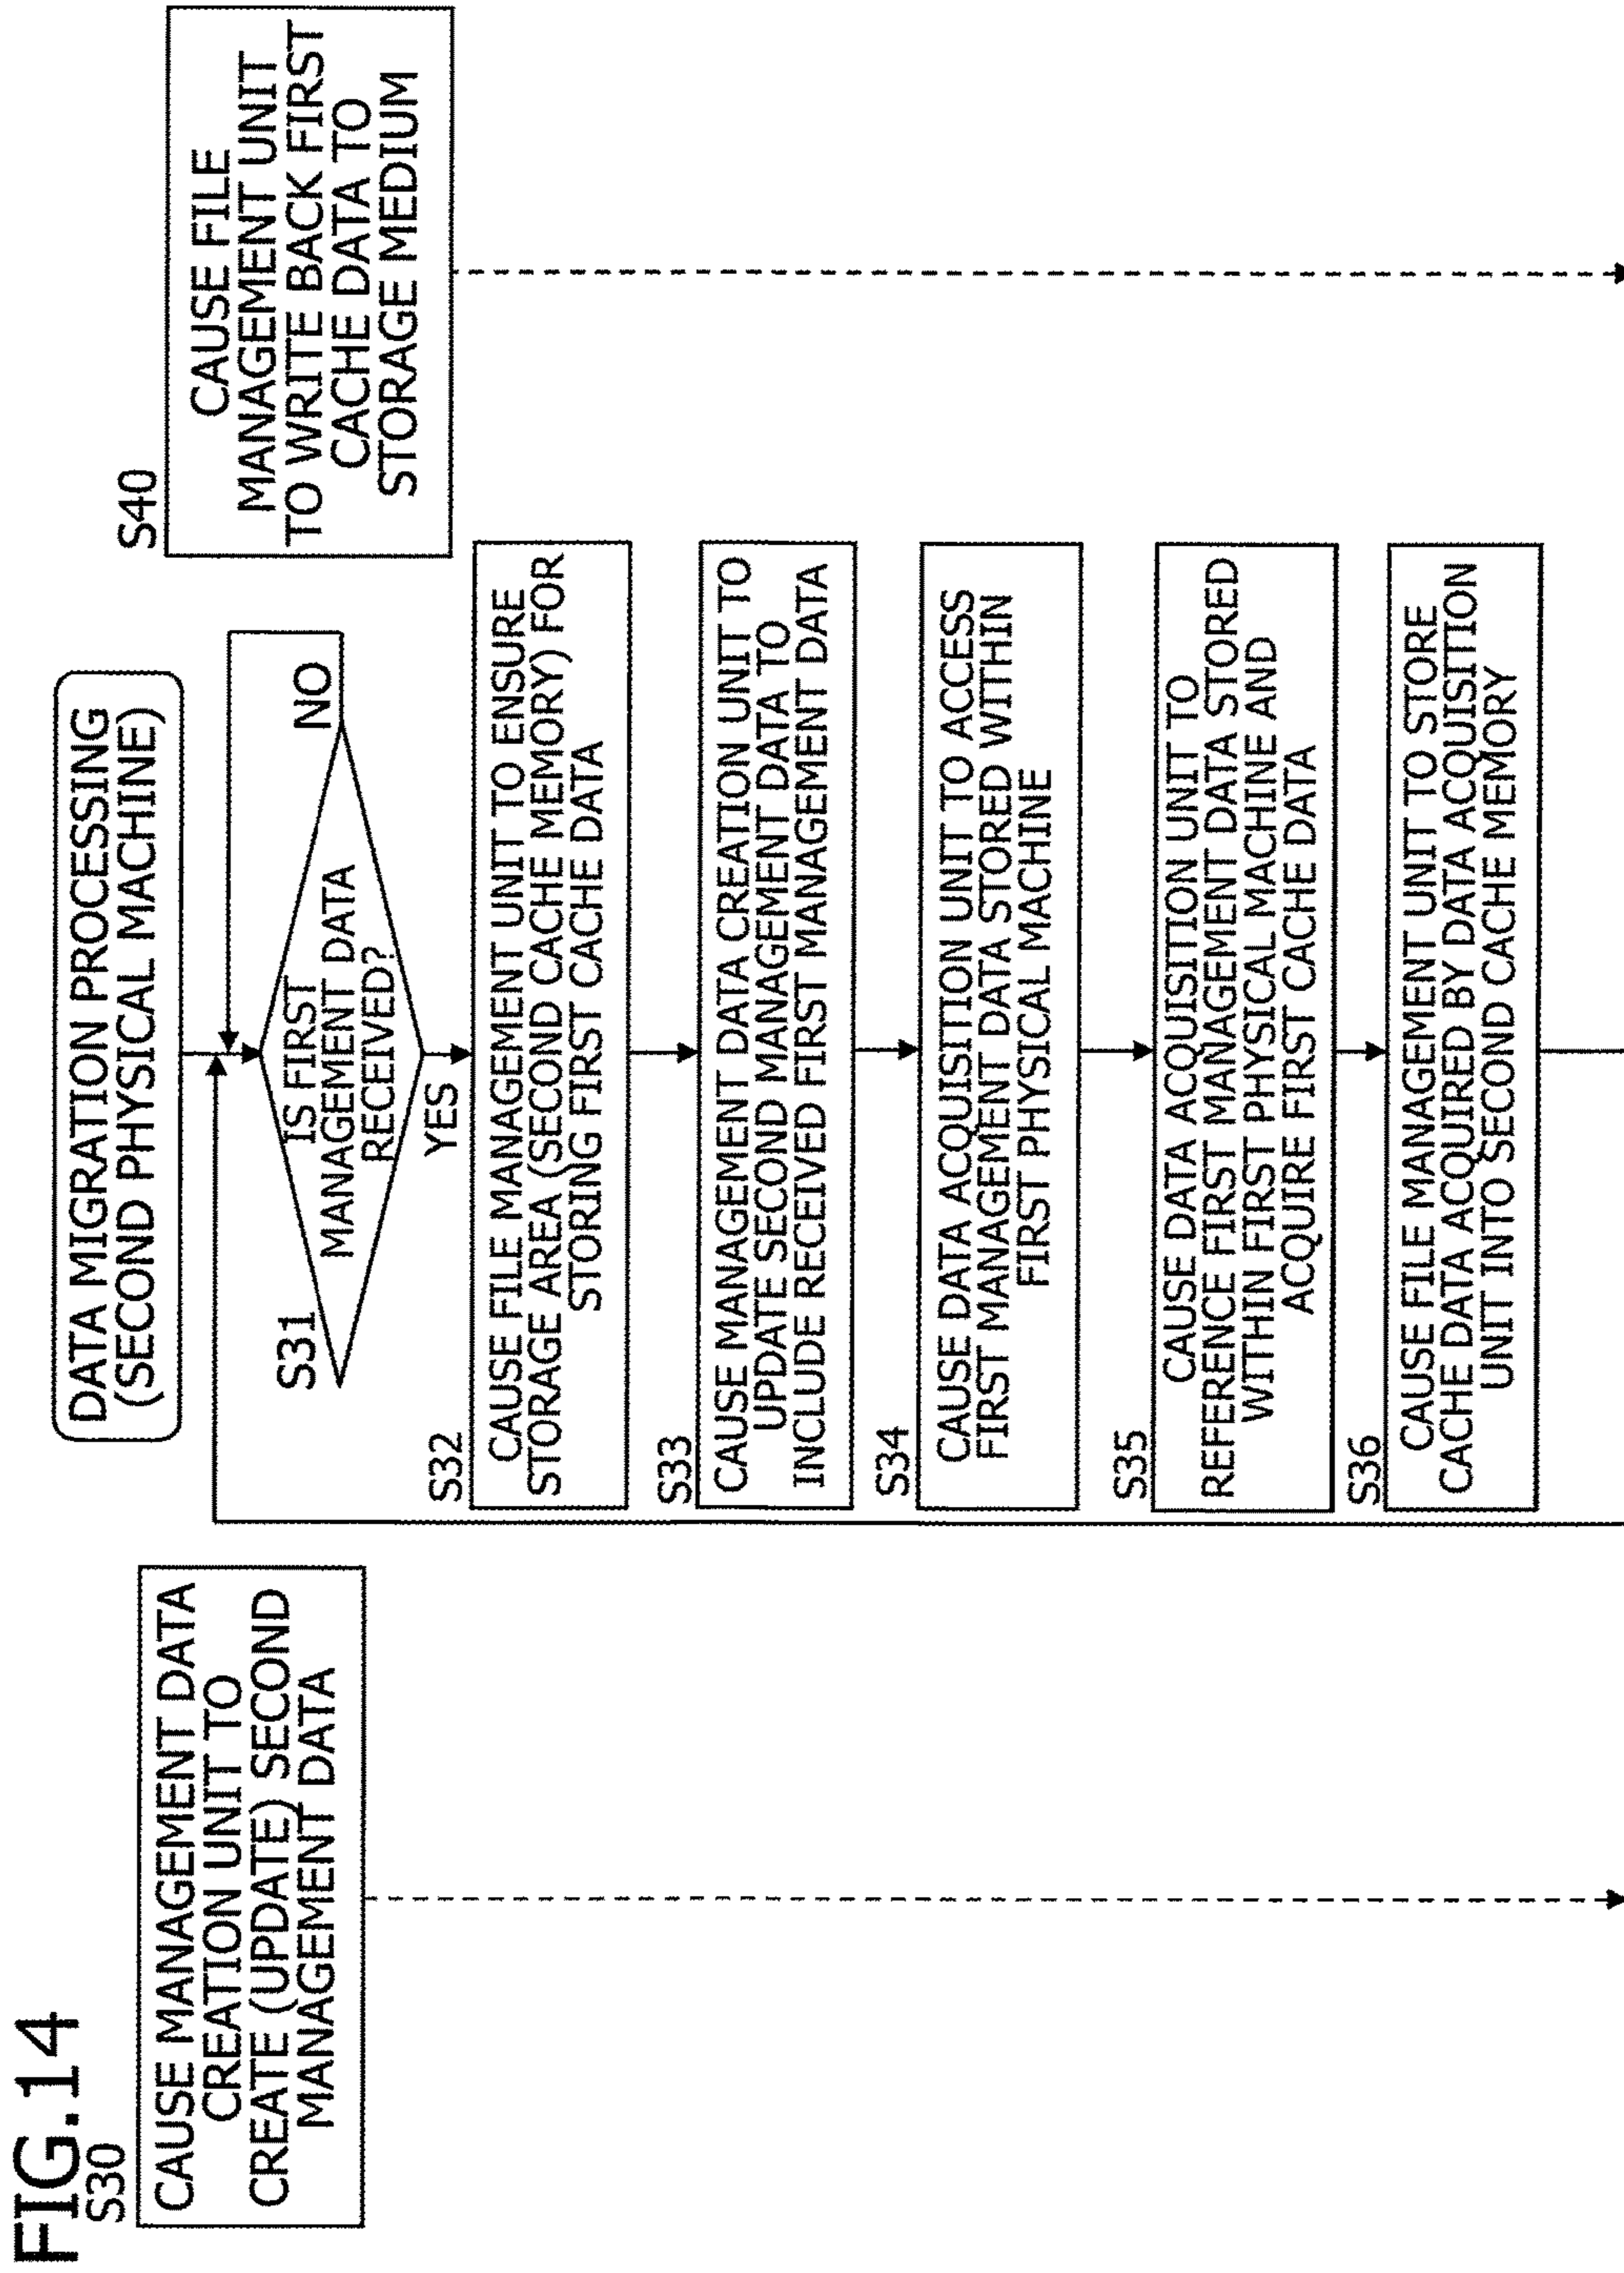 FIG.14
S30
CAUSE MANAGEMENT DATA
CREATION UNIT TO
CREATE (UPDATE) SECOND
MANAGEMENT DATA
DATA MIGRATION PROCESSING
(SECOND PHYSICAL MACHINE)
S31
IS FIRST
MANAGEMENT DATA
RECEIVED?
NO
YES
S32
CAUSE FILE MANAGEMENT UNIT TO ENSURE
STORAGE AREA (SECOND CACHE MEMORY) FOR
STORING FIRST CACHE DATA
S33
CAUSE MANAGEMENT DATA CREATION UNIT TO
UPDATE SECOND MANAGEMENT DATA TO
INCLUDE RECEIVED FIRST MANAGEMENT DATA
S34
CAUSE DATA ACQUISITION UNIT TO ACCESS
FIRST MANAGEMENT DATA STORED WITHIN
FIRST PHYSICAL MACHINE
S35
CAUSE DATA ACQUISITION UNIT TO
REFERENCE FIRST MANAGEMENT DATA STORED
WITHIN FIRST PHYSICAL MACHINE AND
ACQUIRE FIRST CACHE DATA
S36
CAUSE FILE MANAGEMENT UNIT TO STORE
CACHE DATA ACQUIRED BY DATA ACQUISITION
UNIT INTO SECOND CACHE MEMORY
S40
CAUSE FILE
MANAGEMENT UNIT
TO WRITE BACK FIRST
CACHE DATA TO
STORAGE MEDIUM